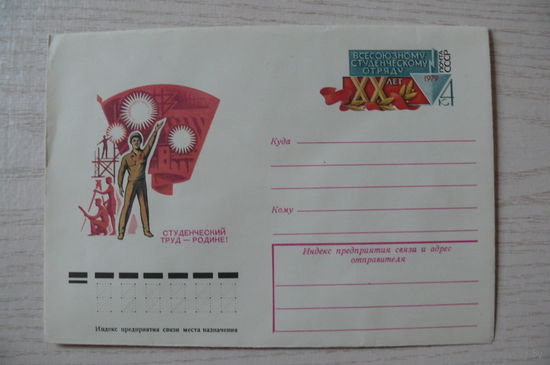 ВСЕСОЮЗНОМУ
СТУДЕНЧЕСКОМУ
ОТРЯДУ
XX ЛЕТ
1979
ПОЧТА
СССР
4
К
СТУДЕНЧЕСКИЙ
ТРУД — РОДИНЕ!
Куда
Кому
Индекс предприятия связи и адрес
отправителя
Индекс предприятия связи места назначения